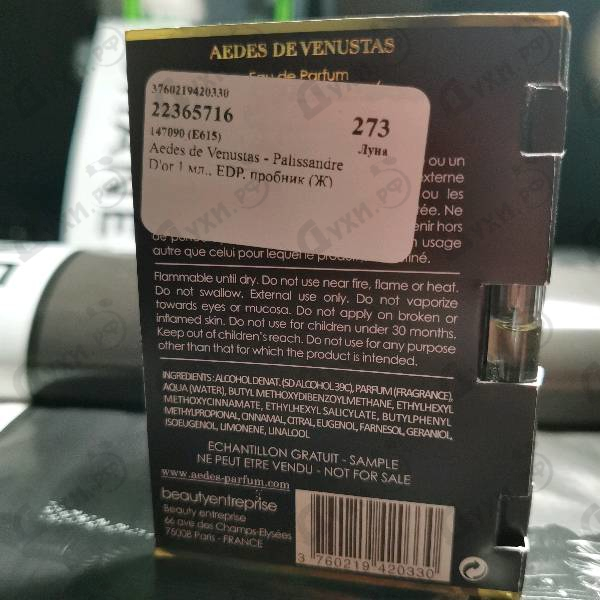 AEDES DE VENUSTAS
Eau de Parfum
3760219420330
22365716
273
147090 (E615)
Луна
Aedes de Venustas - Palissandre
D'or 1 мл., EDP, пробник (Ж)
ou un
externe
ou les
Ne
hors
usage
autre que celui pour lequel le
Flammable until dry. Do not use near fire, flame or heat.
Do not swallow. External use only. Do not vaporize
towards eyes or mucosa. Do not apply on broken or
inflamed skin. Do not use for children under 30 months.
Keep out of children's reach. Do not use for any purpose
other than that for which the product is intended.
INGREDIENTS : ALCOHOL DENAT. (SD ALCOHOL 39C), PARFUM (FRAGRANCE),
AQUA (WATER), BUTYL METHOXYDIBENZOYLMETHANE, ETHYLHEXYL
METHOXYCINNAMATE, ETHYLHEXYL SALICYLATE, BUTYLPHENYL
METHYLPROPIONAL, CINNAMAL, CITRAL, EUGENOL, FARNESOL, GERANIOL,
ISOEUGENOL, LIMONENE, LINALOOL
ECHANTILLON GRATUIT - SAMPLE
NE PEUT ETRE VENDU - NOT FOR SALE
www.aedes-parfum.com
beautyentreprise
Beauty entreprise
66 ave des Champs-Elysées
75008 Paris - FRANCE
3 760219 420330
духи.рф